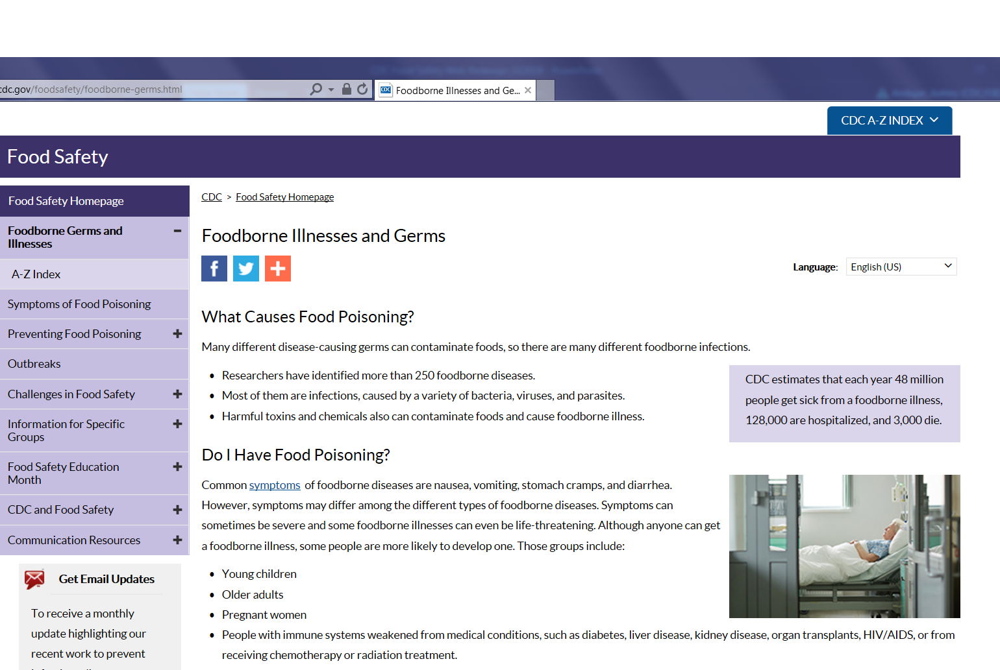 cdc.gov/foodsafety/foodborne-germs.html
CDC Foodborne Illnesses and Ge...
CDC A-Z INDEX
Food Safety
Food Safety Homepage
Foodborne Germs and
Illnesses
A-Z Index
Symptoms of Food Poisoning
Preventing Food Poisoning
Outbreaks
Challenges in Food Safety
Information for Specific
Groups
Food Safety Education
Month
CDC and Food Safety
Communication Resources
Get Email Updates
To receive a monthly
update highlighting our
recent work to prevent
CDC > Food Safety Homepage
Foodborne Illnesses and Germs
Language: English (US)
What Causes Food Poisoning?
Many different disease-causing germs can contaminate foods, so there are many different foodborne infections.
• Researchers have identified more than 250 foodborne diseases.
• Most of them are infections, caused by a variety of bacteria, viruses, and parasites.
• Harmful toxins and chemicals also can contaminate foods and cause foodborne illness.
CDC estimates that each year 48 million
people get sick from a foodborne illness,
128,000 are hospitalized, and 3,000 die.
Do I Have Food Poisoning?
Common symptoms of foodborne diseases are nausea, vomiting, stomach cramps, and diarrhea.
However, symptoms may differ among the different types of foodborne diseases. Symptoms can
sometimes be severe and some foodborne illnesses can even be life-threatening. Although anyone can get
a foodborne illness, some people are more likely to develop one. Those groups include:
• Young children
• Older adults
• Pregnant women
• People with immune systems weakened from medical conditions, such as diabetes, liver disease, kidney disease, organ transplants, HIV/AIDS, or from
receiving chemotherapy or radiation treatment.